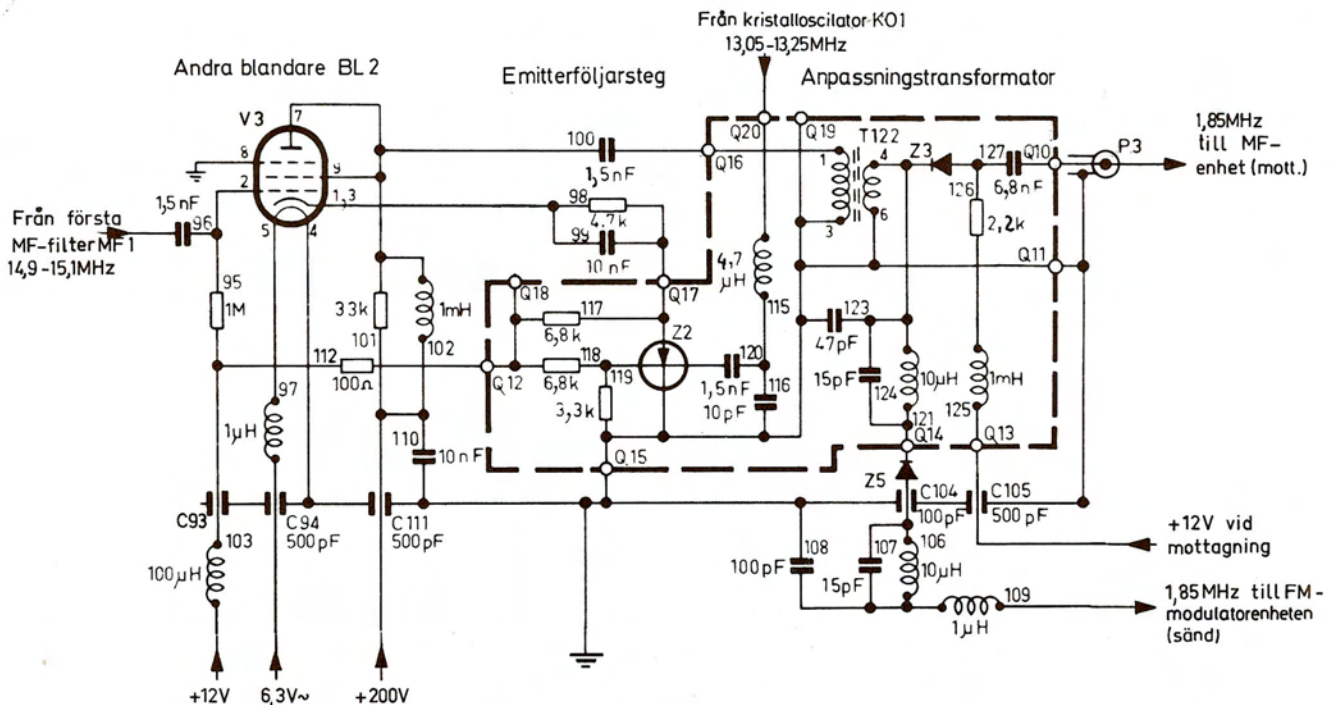 Från kristalloscilator KO1
13,05-13,25MHz
Andra blandare BL 2
Emitterföljarsteg
Anpassningstransformator
V3
7
8
9
2
1,3
5
4
1,5nF
96
Från första
MF-filter MF 1
14,9-15,1MHz
95
1M
100
1,5nF
Q16
Q20
Q19
T122
1
4
3
6
Z3
127
Q10
6,8nF
P3
1,85MHz
till MF-
enhet (mott.)
126
2,2k
98
4.7k
99
10nF
4,7
µH
115
Q11
33k
101
1mH
102
Q18
Q17
117
6,8k
Z2
112
100Ω
Q12
118
6,8k
119
3,3k
120
1,5nF
116
10pF
123
47pF
15pF
124
10µH
121
1mH
125
97
1µH
110
10nF
Q15
Q14
Q13
Z5
C93
C94
500pF
C111
500pF
C104
100pF
C105
500pF
103
100µH
108
100pF
107
15pF
106
10µH
+12V vid
mottagning
109
1µH
1,85MHz till FM-
modulatorenheten
(sänd)
+12V
6,3V~
+200V